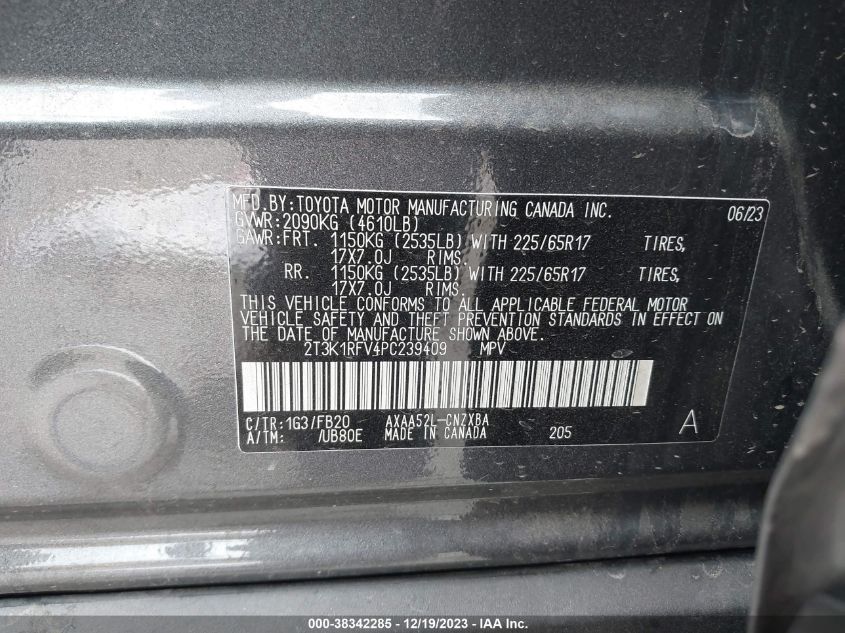 MFD.BY:TOYOTA MOTOR MANUFACTURING CANADA INC. 06/23
GVWR:2090KG (4610LB)
GAWR:FRT. 1150KG (2535LB) WITH 225/65R17 TIRES,
17X7.0J RIMS.
RR. 1150KG (2535LB) WITH 225/65R17 TIRES,
17X7.0J RIMS.
THIS VEHICLE CONFORMS TO ALL APPLICABLE FEDERAL MOTOR
VEHICLE SAFETY AND THEFT PREVENTION STANDARDS IN EFFECT ON
THE DATE OF MANUFACTURE SHOWN ABOVE.
2T3K1RFV4PC239409 MPV
C/TR:1G3/FB20 AXAA52L-CNZXBA
A/TM: /UB80E MADE IN CANADA 205 A
000-38342285 - 12/19/2023 - © IAA, Inc.